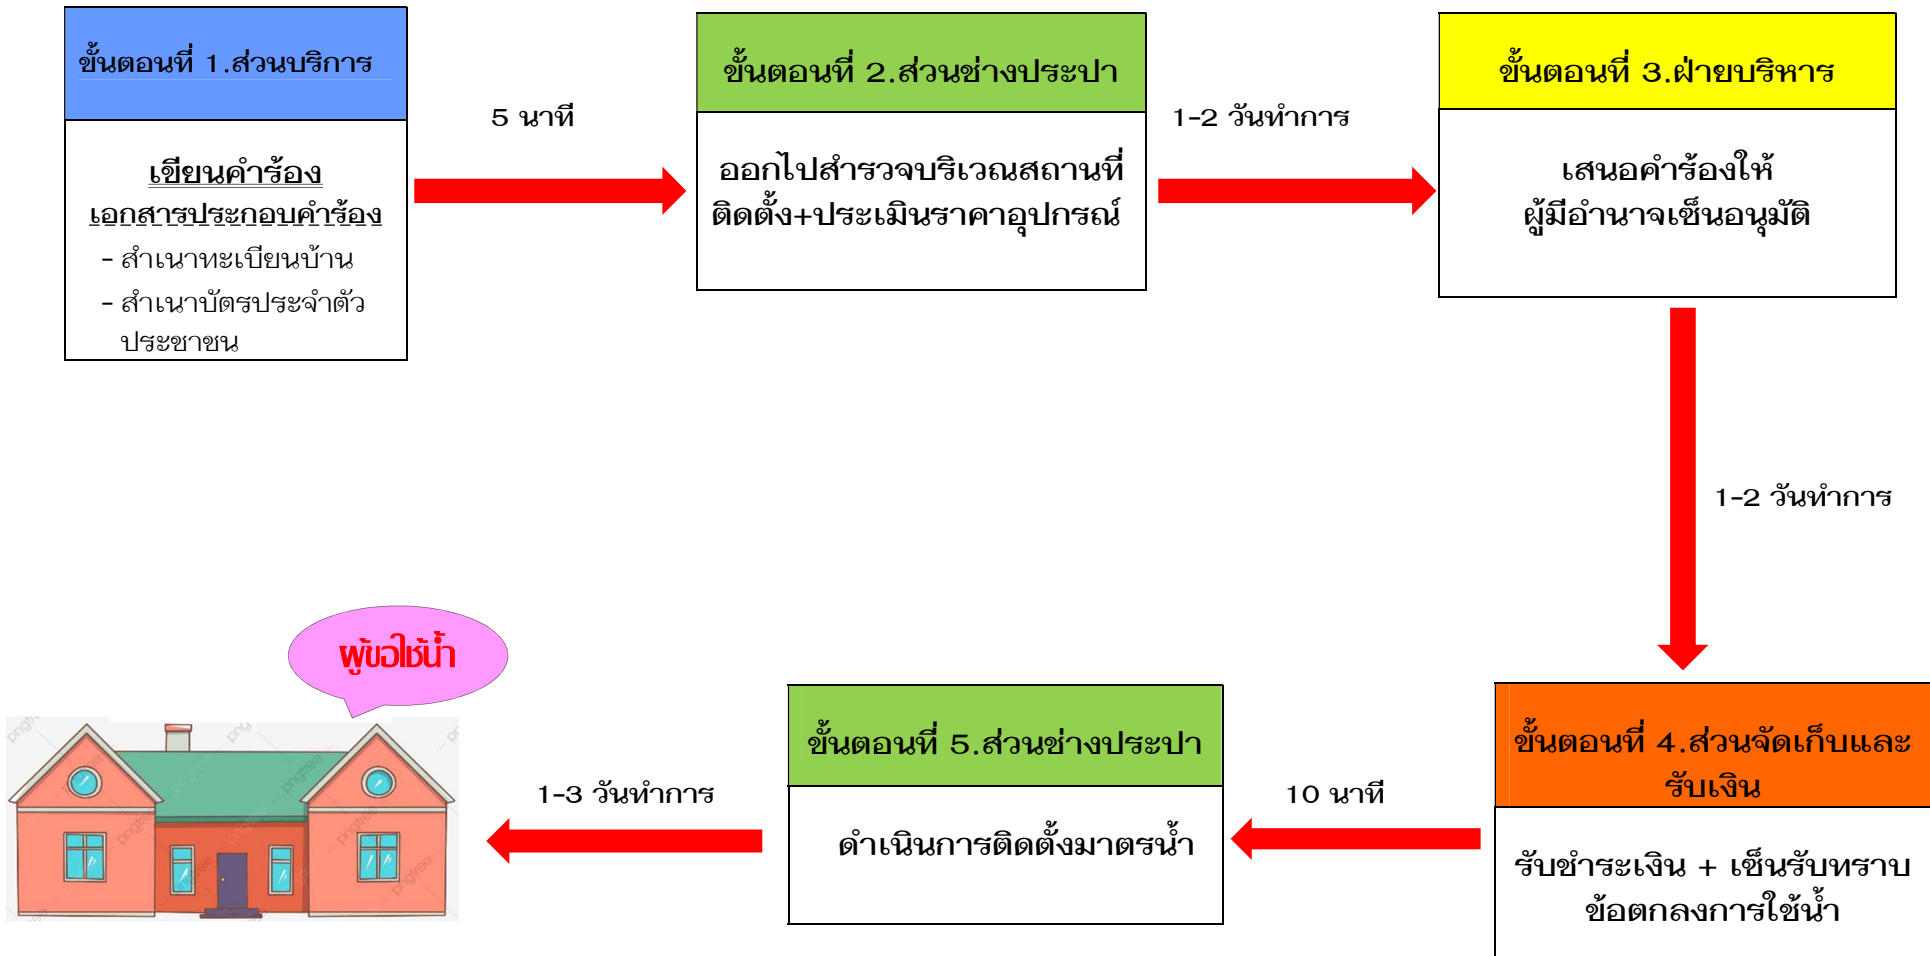 ขั้นตอนที่ 1.ส่วนบริการ
เขียนคำร้อง
เอกสารประกอบคำร้อง
- สำเนาทะเบียนบ้าน
- สำเนาบัตรประจำตัว
ประชาชน
5 นาที
ขั้นตอนที่ 2.ส่วนช่างประปา
ออกไปสำรวจบริเวณสถานที่
ติดตั้ง+ประเมินราคาอุปกรณ์
1-2 วันทำการ
ขั้นตอนที่ 3.ฝ่ายบริหาร
เสนอคำร้องให้
ผู้มีอำนาจเซ็นอนุมัติ
1-2 วันทำการ
ขั้นตอนที่ 4.ส่วนจัดเก็บและ
รับเงิน
รับชำระเงิน + เซ็นรับทราบ
ข้อตกลงการใช้น้ำ
10 นาที
ขั้นตอนที่ 5.ส่วนช่างประปา
ดำเนินการติดตั้งมาตรน้ำ
1-3 วันทำการ
ผู้ขอใช้น้ำ
pngtree